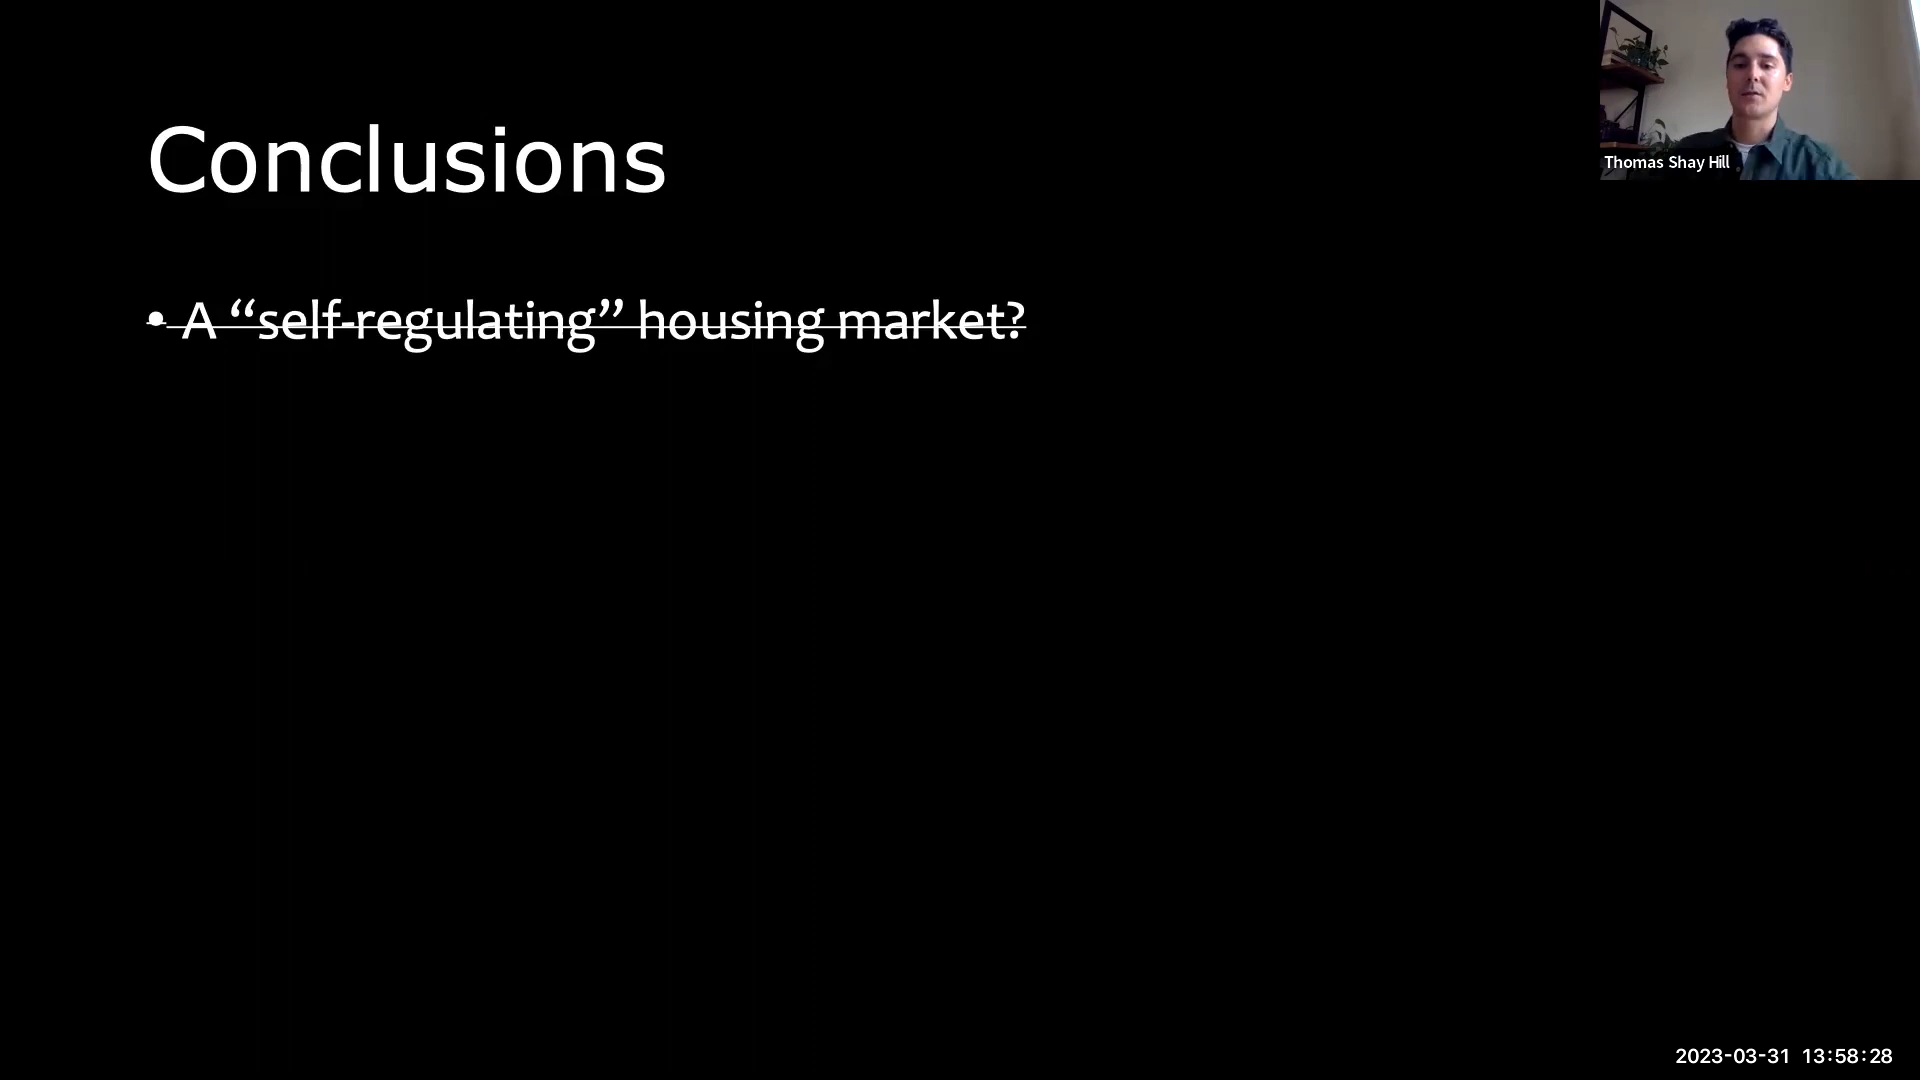 Thomas Shay Hill
Conclusions
• A “self-regulating” housing market?
2023-03-31 13:58:28